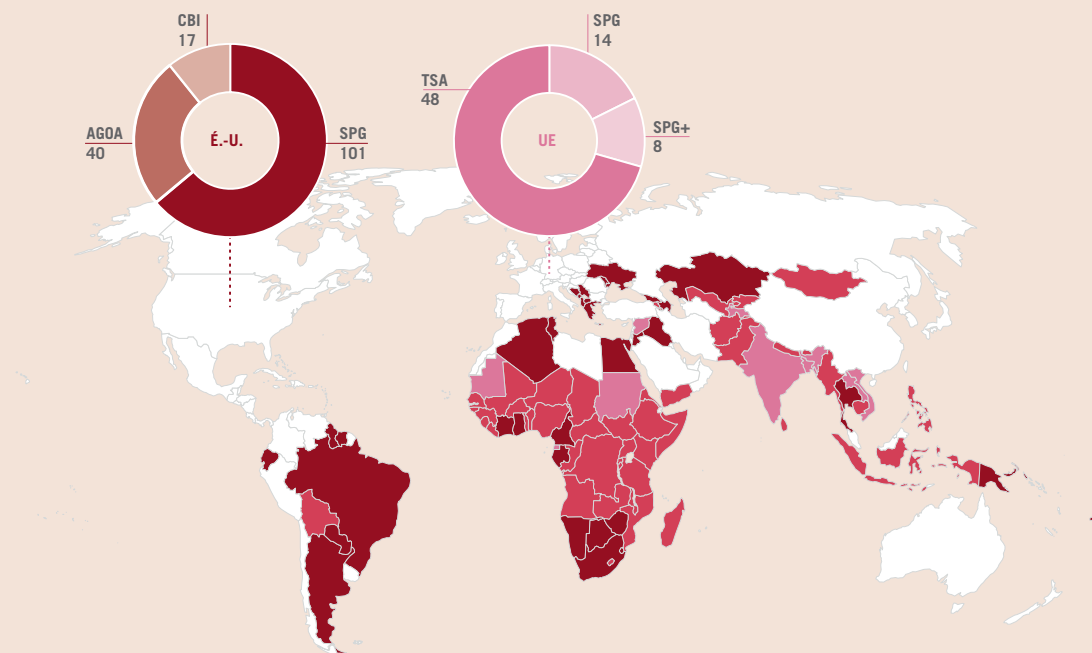 CBI
17
AGOA
40
É.-U.
SPG
101
TSA
48
UE
SPG
14
SPG+
8